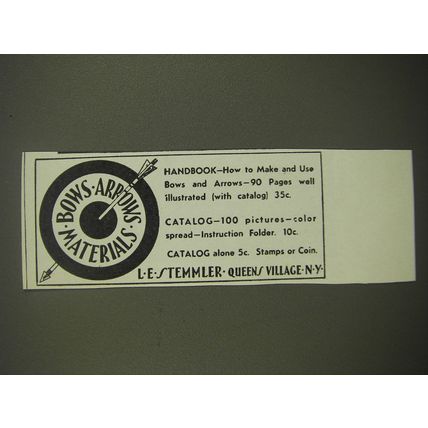 BOWS·ARROWS·
MATERIALS·
HANDBOOK—How to Make and Use
Bows and Arrows—90 Pages well
illustrated (with catalog) 35c.
CATALOG—100 pictures—color
spread—Instruction Folder. 10c.
CATALOG alone 5c. Stamps or Coin.
L·E·STEMMLER·QUEENS VILLAGE·N·Y·